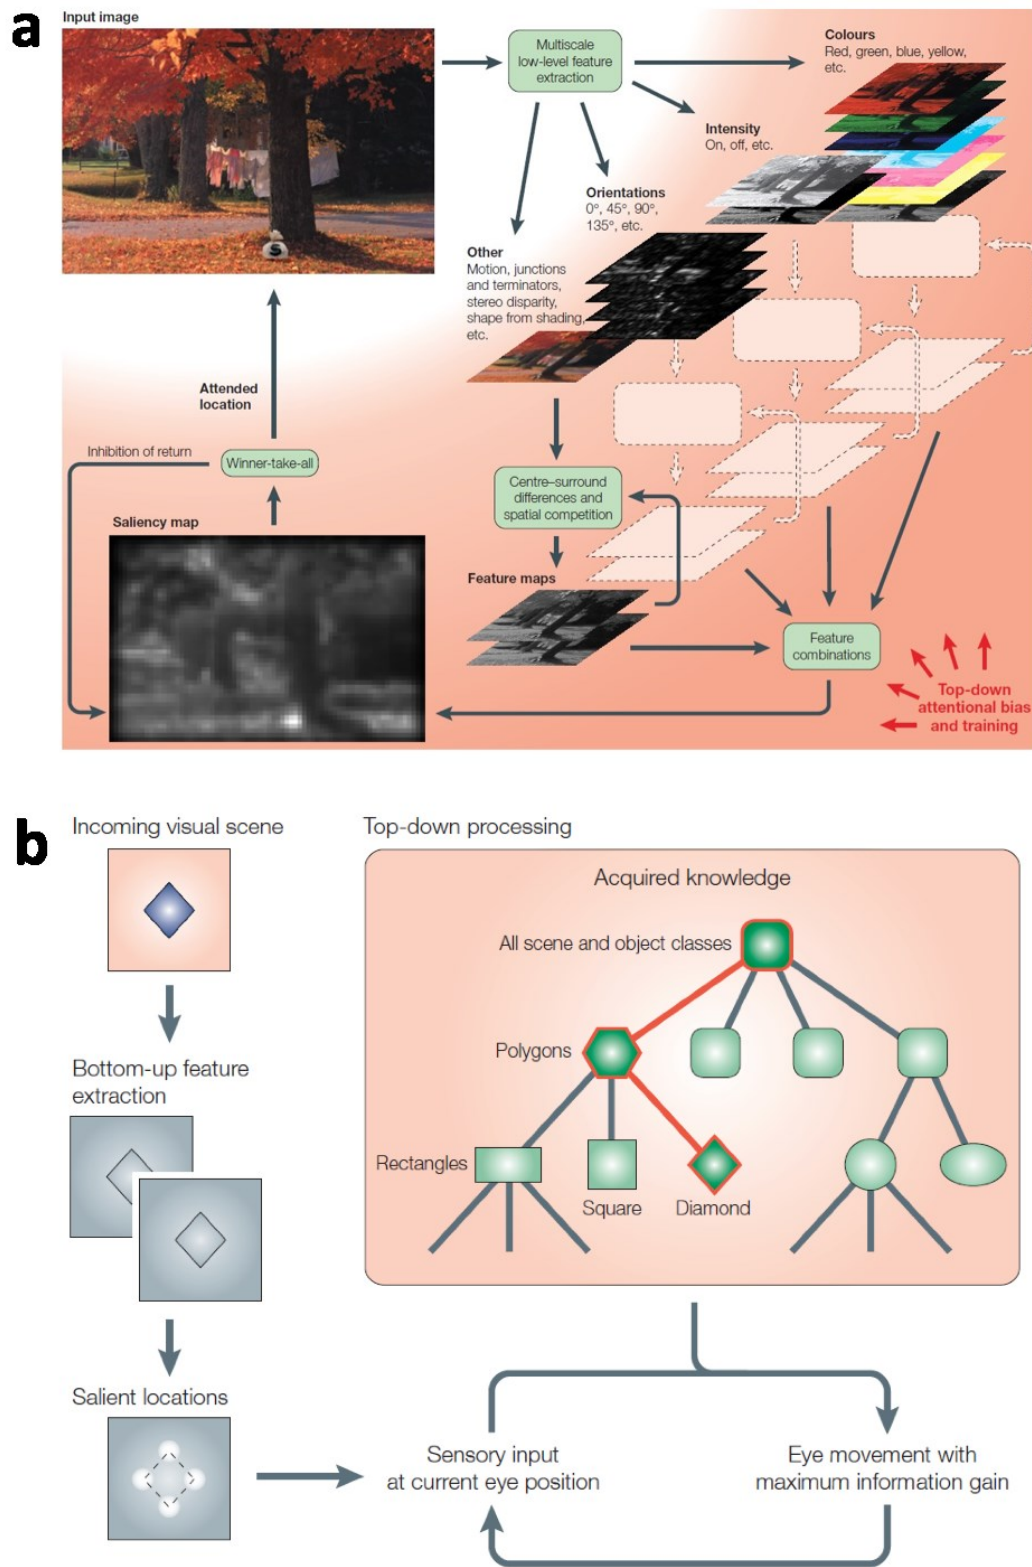 a
Input image
Multiscale
low-level feature
extraction
Colours
Red, green, blue, yellow,
etc.
Intensity
On, off, etc.
Orientations
0°, 45°, 90°,
135°, etc.
Other
Motion, junctions
and terminators,
stereo disparity,
shape from shading,
etc.
S
Attended
location
Inhibition of return
Winner-take-all
Centre–surround
differences and
spatial competition
Saliency map
Feature maps
Feature
combinations
Top-down
attentional bias
and training
b
Incoming visual scene
Top-down processing
Acquired knowledge
All scene and object classes
Polygons
Bottom-up feature
extraction
Rectangles
Square
Diamond
Salient locations
Sensory input
at current eye position
Eye movement with
maximum information gain